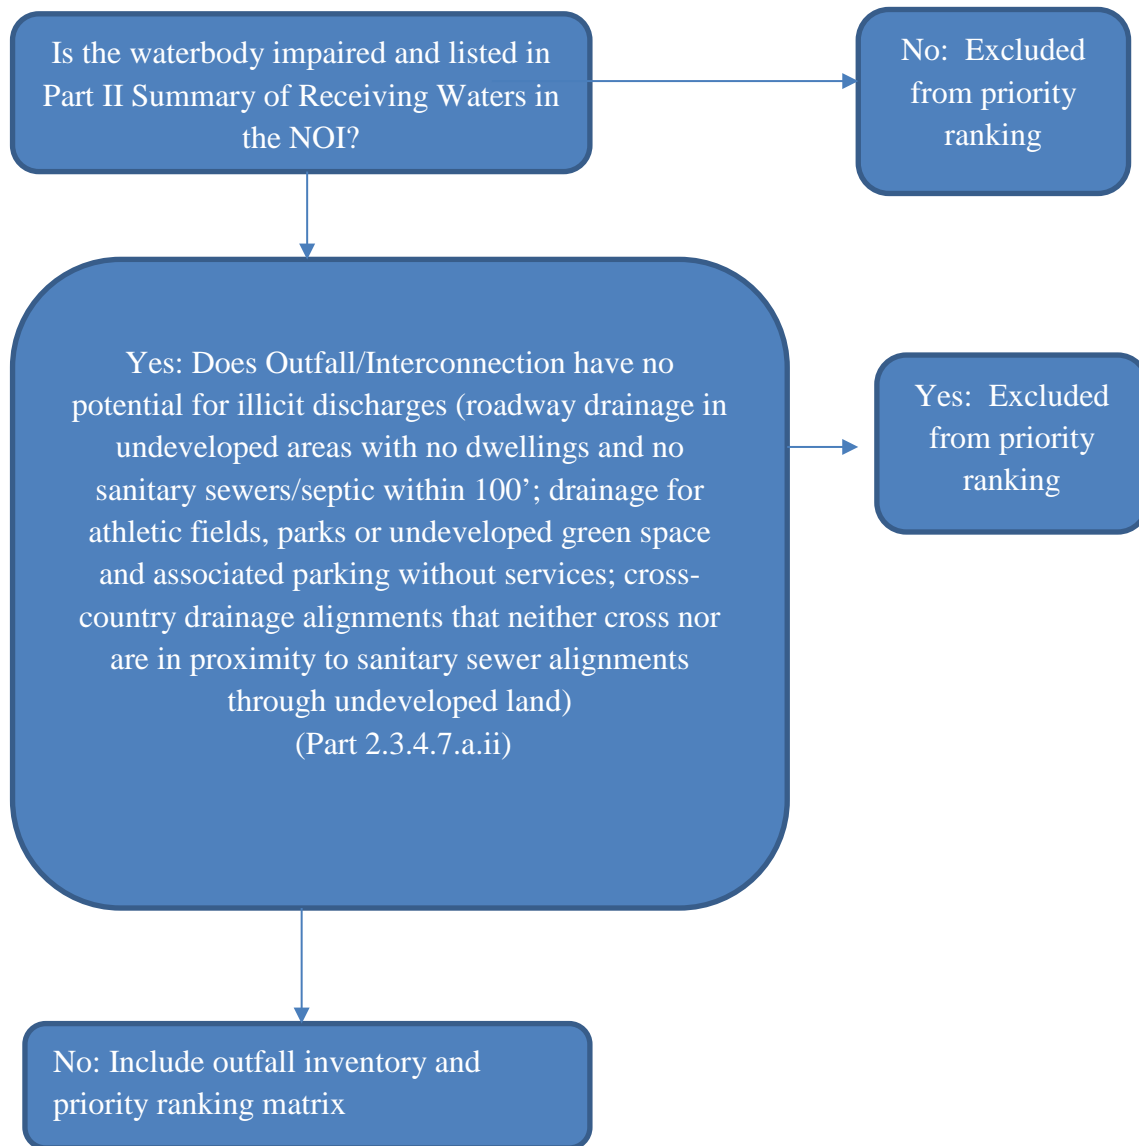 Is the waterbody impaired and listed in
Part II Summary of Receiving Waters in
the NOI?
No:  Excluded
from priority
ranking
Yes: Does Outfall/Interconnection have no
potential for illicit discharges (roadway drainage in
undeveloped areas with no dwellings and no
sanitary sewers/septic within 100’; drainage for
athletic fields, parks or undeveloped green space
and associated parking without services; cross-
country drainage alignments that neither cross nor
are in proximity to sanitary sewer alignments
through undeveloped land)
(Part 2.3.4.7.a.ii)
Yes:  Excluded
from priority
ranking
No: Include outfall inventory and
priority ranking matrix